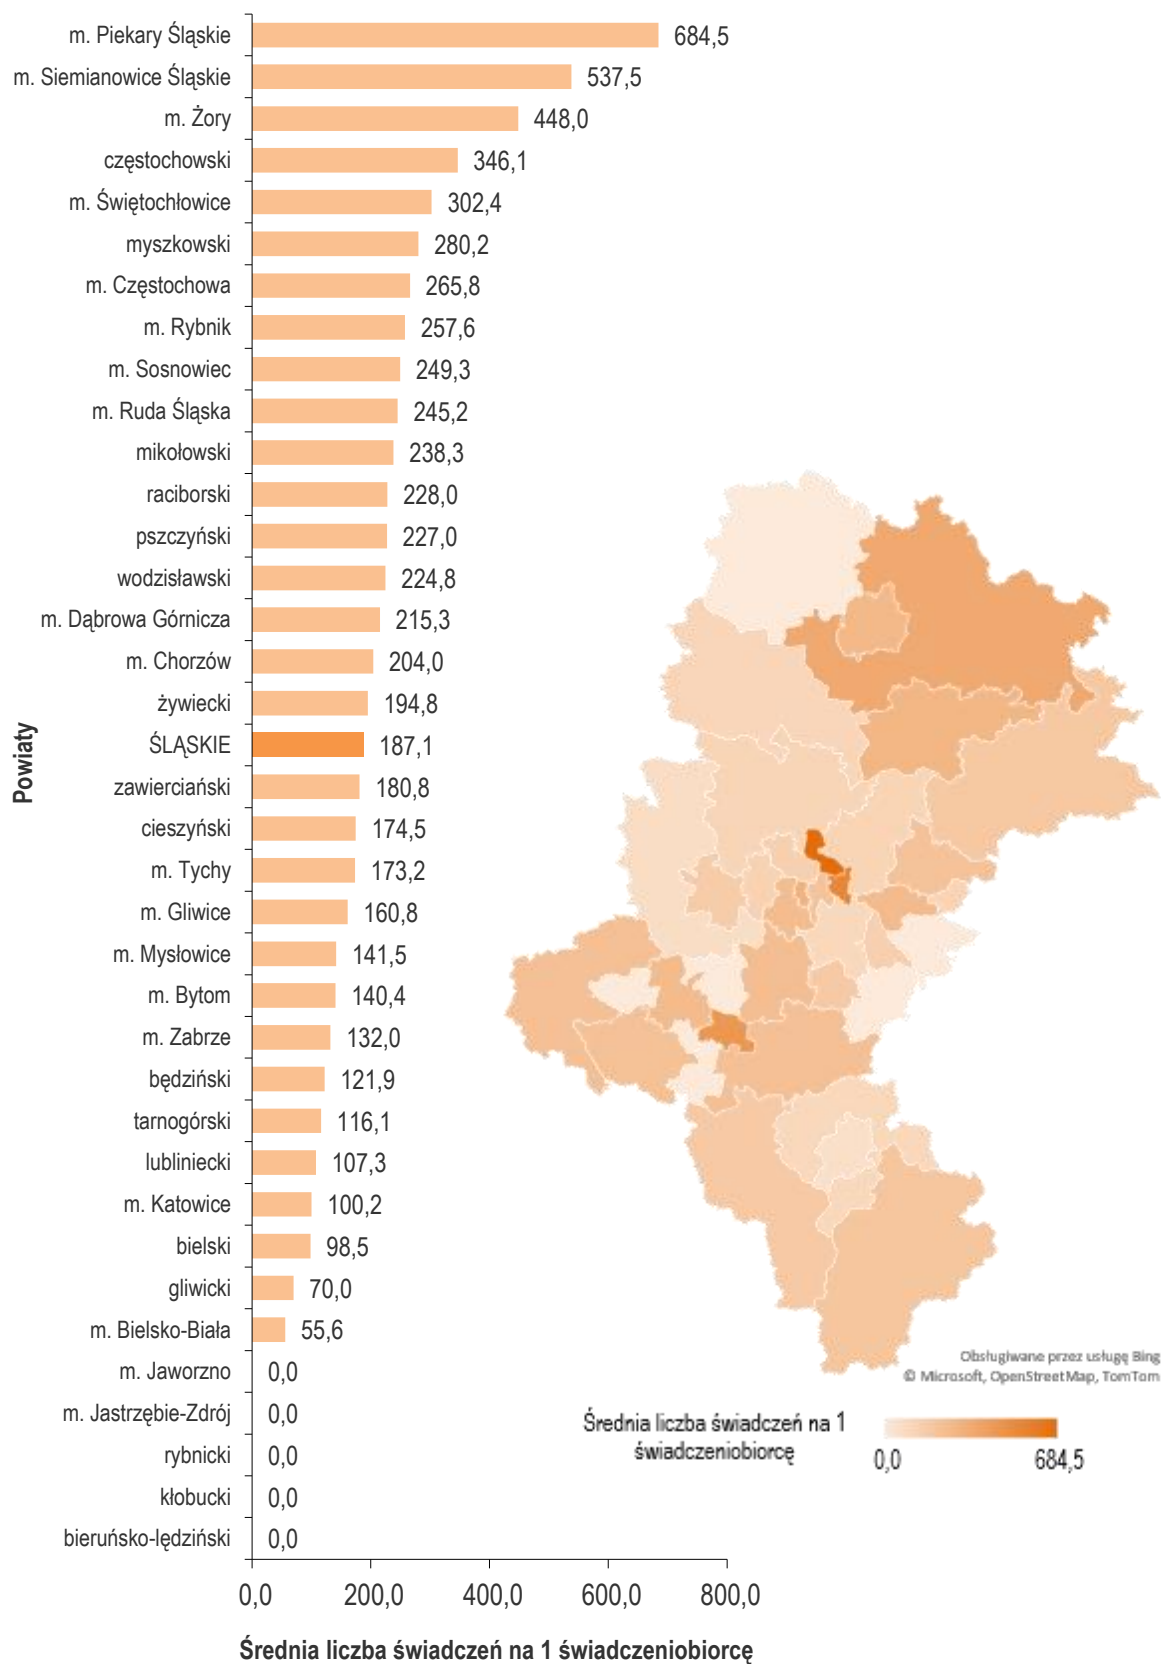 m. Piekary Śląskie 684,5
m. Siemianowice Śląskie 537,5
m. Żory 448,0
częstochowski 346,1
m. Świętochłowice 302,4
myszkowski 280,2
m. Częstochowa 265,8
m. Rybnik 257,6
m. Sosnowiec 249,3
m. Ruda Śląska 245,2
mikołowski 238,3
raciborski 228,0
pszczyński 227,0
wodzisławski 224,8
m. Dąbrowa Górnicza 215,3
m. Chorzów 204,0
żywiecki 194,8
ŚLĄSKIE 187,1
zawierciański 180,8
cieszyński 174,5
m. Tychy 173,2
m. Gliwice 160,8
m. Mysłowice 141,5
m. Bytom 140,4
m. Zabrze 132,0
będziński 121,9
tarnogórski 116,1
lubliniecki 107,3
m. Katowice 100,2
bielski 98,5
gliwicki 70,0
m. Bielsko-Biała 55,6
m. Jaworzno 0,0
m. Jastrzębie-Zdrój 0,0
rybnicki 0,0
kłobucki 0,0
bieruńsko-lędziński 0,0
Powiaty
0,0 200,0 400,0 600,0 800,0
Średnia liczba świadczeń na 1 świadczeniobiorcę
Obsługiwane przez usługę Bing
© Microsoft, OpenStreetMap, TomTom
Średnia liczba świadczeń na 1
świadczeniobiorcę
0,0 684,5